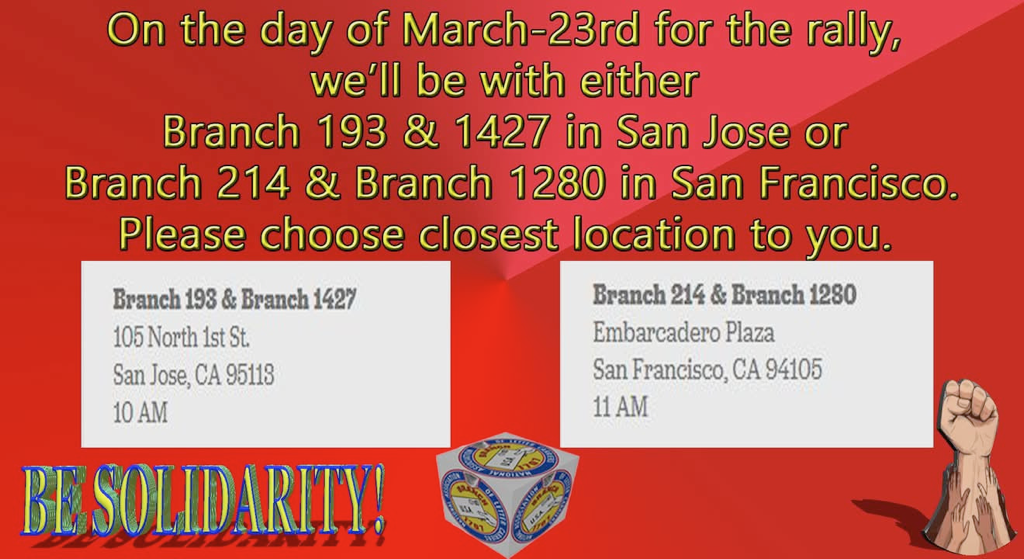 On the day of March-23rd for the rally,
we'll be with either
Branch 193 & 1427 in San Jose or
Branch 214 & Branch 1280 in San Francisco.
Please choose closest location to you.
Branch 193 & Branch 1427
105 North 1st St.
San Jose, CA 95113
10 AM
Branch 214 & Branch 1280
Embarcadero Plaza
San Francisco, CA 94105
11 AM
BE SOLIDARITY!
BRANCH
NATIONAL